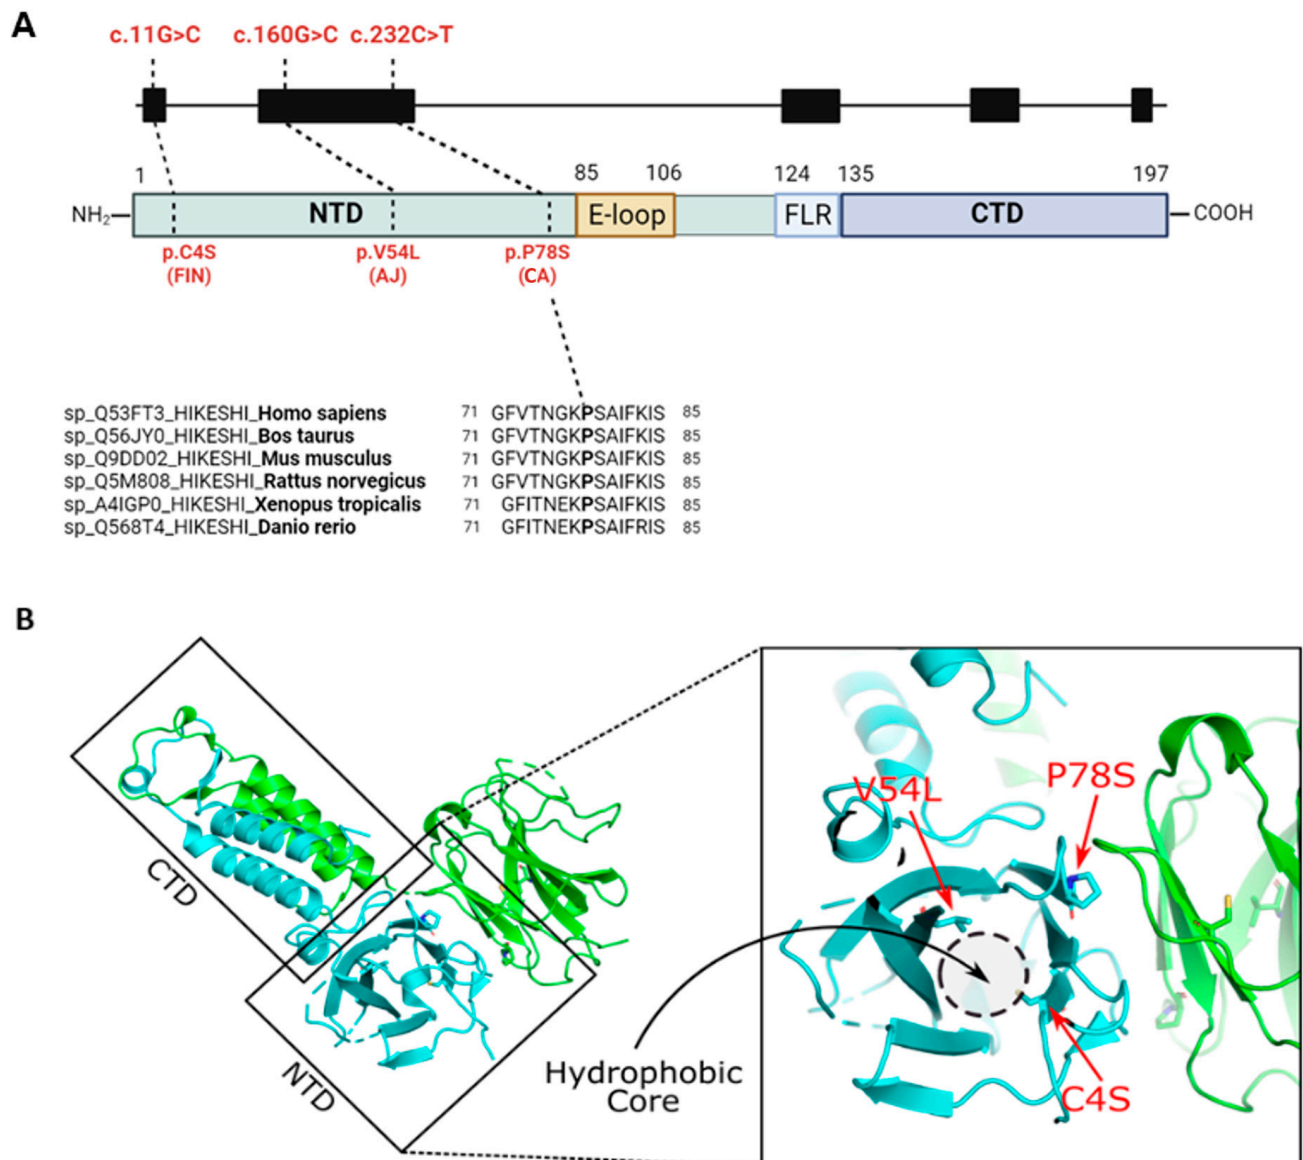 A
c.11G>C c.160G>C c.232C>T
1 85 106 124 135 197
NH₂ NTD E-loop FLR CTD COOH
p.C4S p.V54L p.P78S
(FIN) (AJ) (CA)
sp_Q53FT3_HIKESHI_Homo sapiens 71 GFVTNGKPSAIFKIS 85
sp_Q56JY0_HIKESHI_Bos taurus 71 GFVTNGKPSAIFKIS 85
sp_Q9DD02_HIKESHI_Mus musculus 71 GFVTNGKPSAIFKIS 85
sp_Q5M808_HIKESHI_Rattus norvegicus 71 GFVTNGKPSAIFKIS 85
sp_A4IGP0_HIKESHI_Xenopus tropicalis 71 GFITNEKPSAIFKIS 85
sp_Q568T4_HIKESHI_Danio rerio 71 GFITNEKPSAIFRIS 85
B
CTD
NTD
Hydrophobic
Core
V54L
P78S
C4S